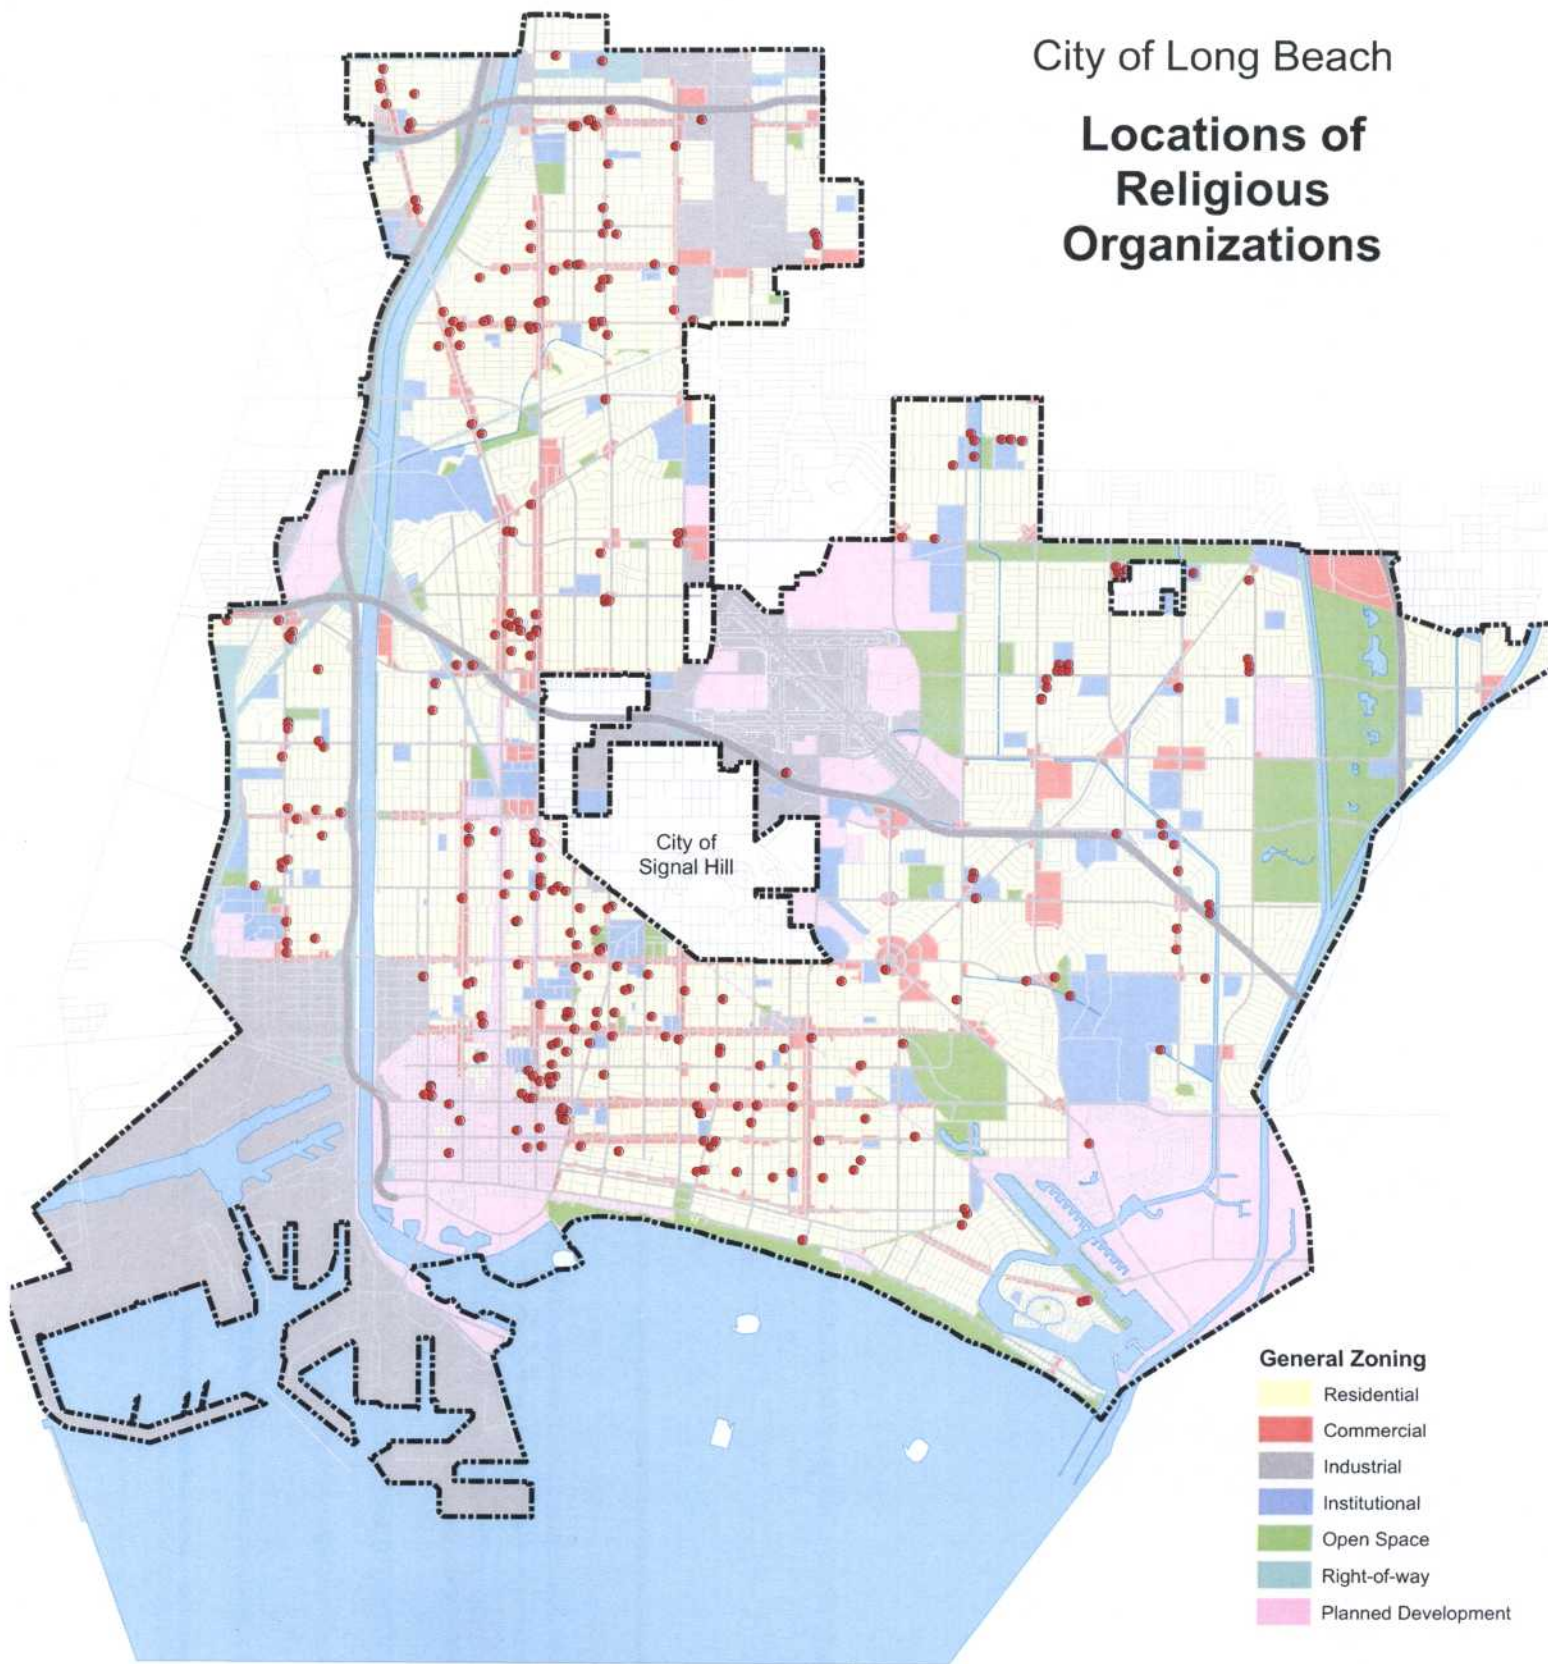 City of Long Beach
Locations of
Religious
Organizations
City of
Signal Hill
General Zoning
Residential
Commercial
Industrial
Institutional
Open Space
Right-of-way
Planned Development